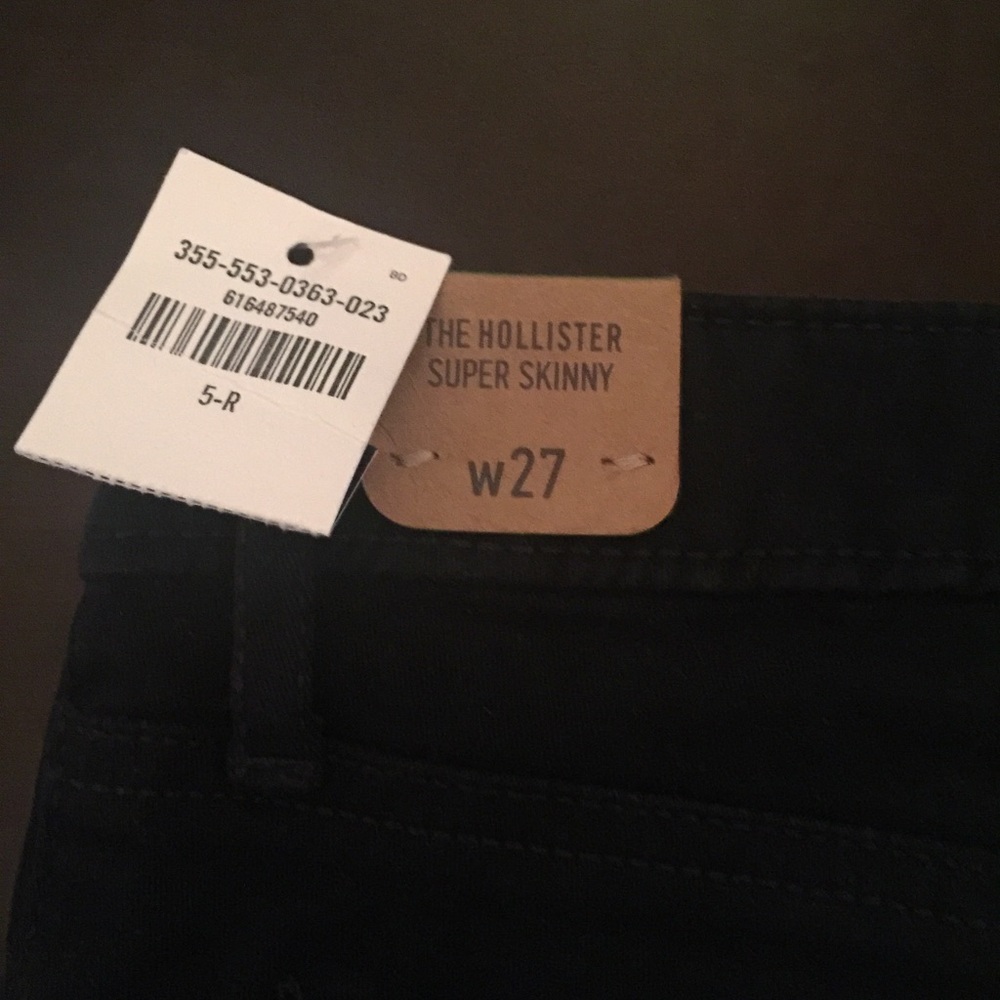 355-553-0363-023
BD
616487540
5-R
THE HOLLISTER
SUPER SKINNY
w27